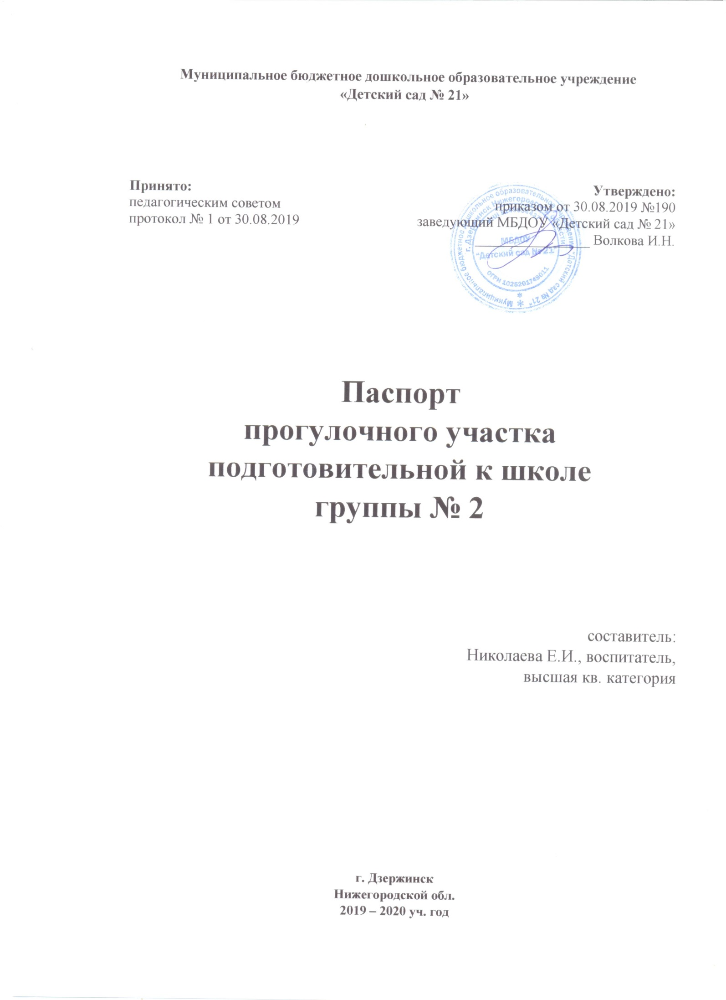 Муниципальное бюджетное дошкольное образовательное учреждение
«Детский сад № 21»
Принято:
педагогическим советом
протокол № 1 от 30.08.2019
Утверждено:
приказом от 30.08.2019 №190
заведующий МБДОУ «Детский сад № 21»
Волкова И.Н.
Муниципальное бюджетное дошкольное образовательное учреждение "Детский сад № 21"
г. Дзержинск Нижегородской области
МБДОУ
"Детский сад № 21"
ОГРН 1025201749011
Паспорт
прогулочного участка
подготовительной к школе
группы № 2
составитель:
Николаева Е.И., воспитатель,
высшая кв. категория
г. Дзержинск
Нижегородской обл.
2019 – 2020 уч. год